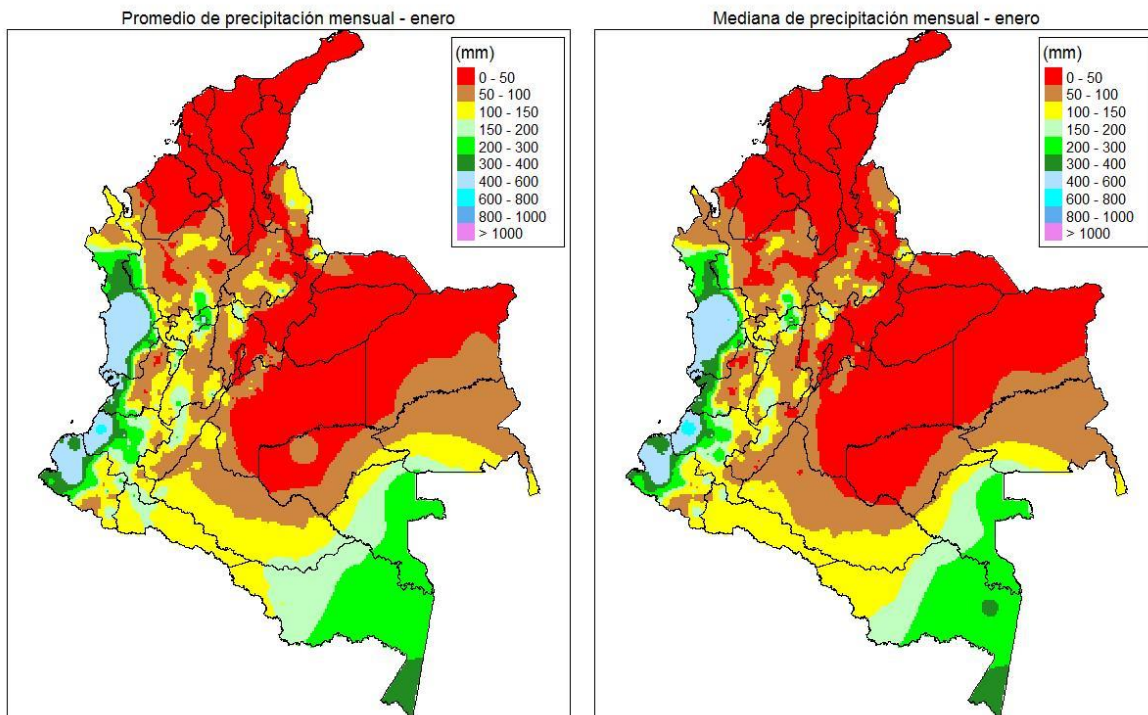 Promedio de precipitación mensual - enero
(mm)
0 - 50
50 - 100
100 - 150
150 - 200
200 - 300
300 - 400
400 - 600
600 - 800
800 - 1000
> 1000
Mediana de precipitación mensual - enero
(mm)
0 - 50
50 - 100
100 - 150
150 - 200
200 - 300
300 - 400
400 - 600
600 - 800
800 - 1000
> 1000